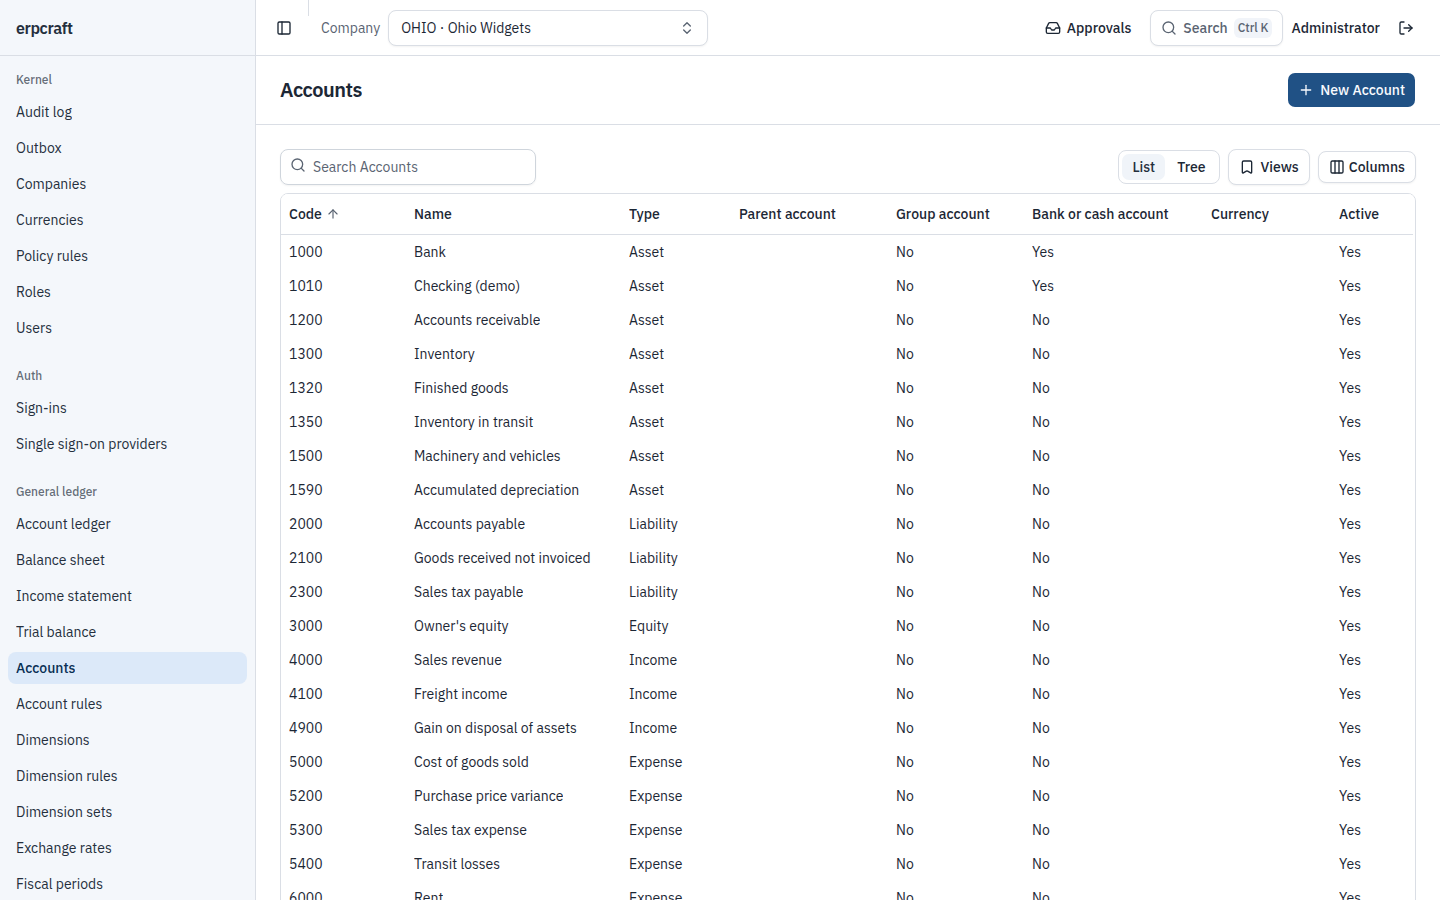 erpcraft
Company
OHIO · Ohio Widgets
Approvals
Search Ctrl K
Administrator
Kernel
Audit log
Outbox
Companies
Currencies
Policy rules
Roles
Users
Auth
Sign-ins
Single sign-on providers
General ledger
Account ledger
Balance sheet
Income statement
Trial balance
Accounts
Account rules
Dimensions
Dimension rules
Dimension sets
Exchange rates
Fiscal periods
Accounts
New Account
Search Accounts
List Tree Views Columns
Code Name Type Parent account Group account Bank or cash account Currency Active
1000 Bank Asset No Yes Yes
1010 Checking (demo) Asset No Yes Yes
1200 Accounts receivable Asset No No Yes
1300 Inventory Asset No No Yes
1320 Finished goods Asset No No Yes
1350 Inventory in transit Asset No No Yes
1500 Machinery and vehicles Asset No No Yes
1590 Accumulated depreciation Asset No No Yes
2000 Accounts payable Liability No No Yes
2100 Goods received not invoiced Liability No No Yes
2300 Sales tax payable Liability No No Yes
3000 Owner's equity Equity No No Yes
4000 Sales revenue Income No No Yes
4100 Freight income Income No No Yes
4900 Gain on disposal of assets Income No No Yes
5000 Cost of goods sold Expense No No Yes
5200 Purchase price variance Expense No No Yes
5300 Sales tax expense Expense No No Yes
5400 Transit losses Expense No No Yes
6000 Rent Expense No No Yes